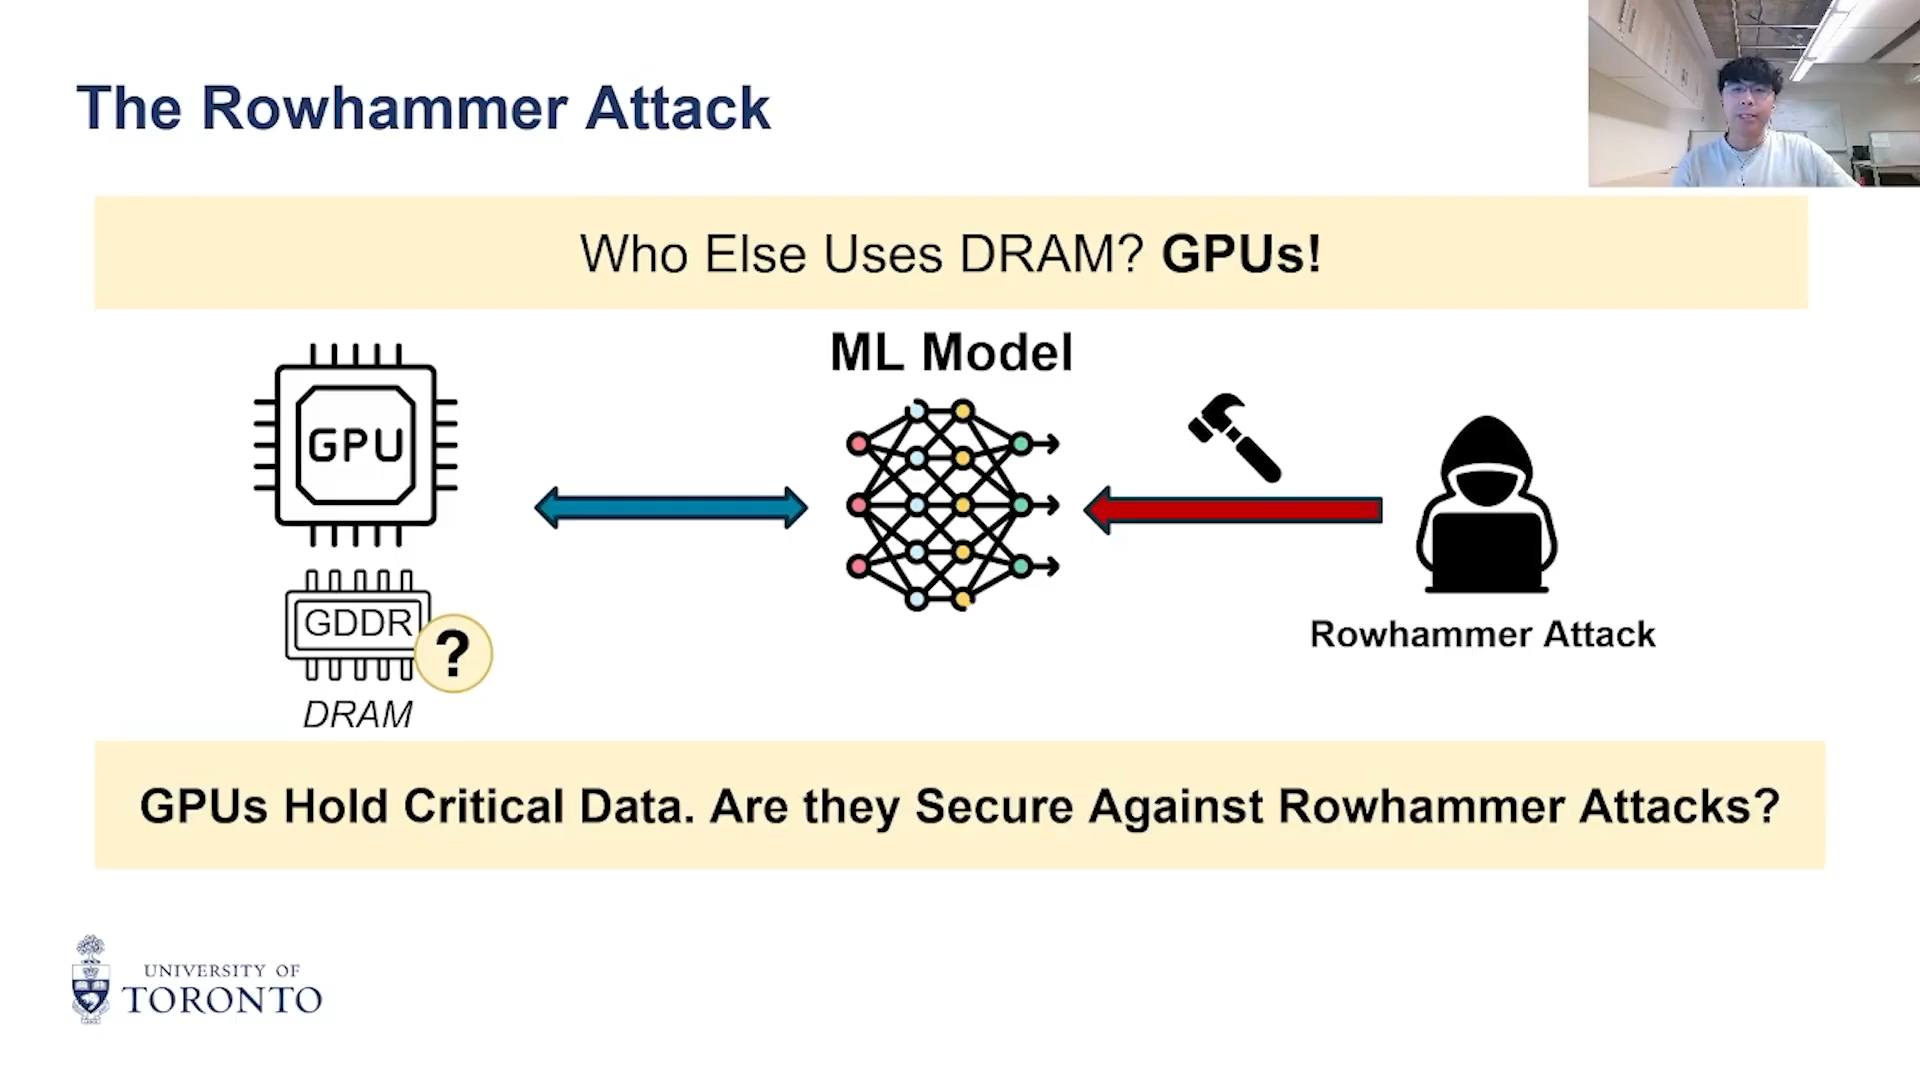 The Rowhammer Attack
Who Else Uses DRAM? GPUs!
ML Model
GPU
GDDR
?
DRAM
Rowhammer Attack
GPUs Hold Critical Data. Are they Secure Against Rowhammer Attacks?
UNIVERSITY OF
TORONTO